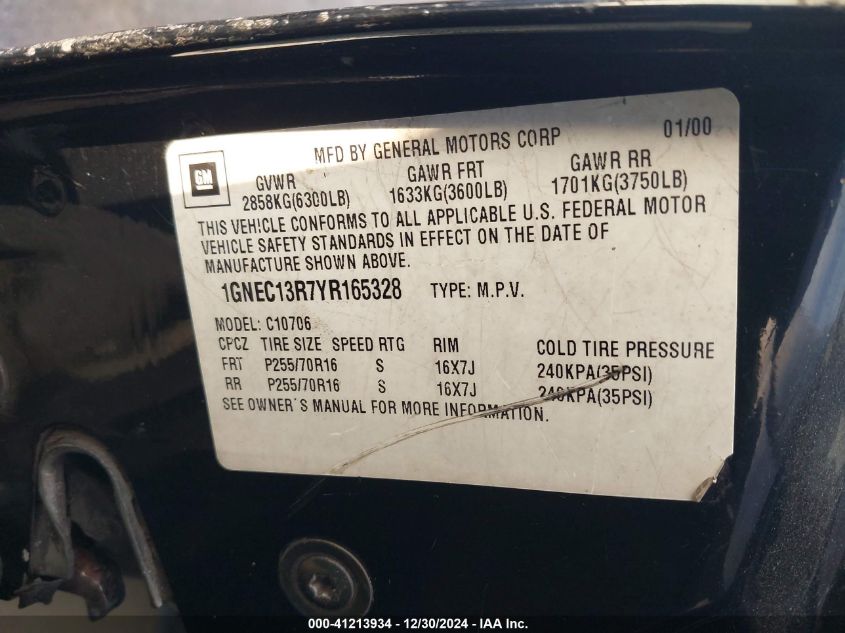 MFD BY GENERAL MOTORS CORP 01/00
GM
GVWR GAWR FRT GAWR RR
2858KG(6300LB) 1633KG(3600LB) 1701KG(3750LB)
THIS VEHICLE CONFORMS TO ALL APPLICABLE U.S. FEDERAL MOTOR
VEHICLE SAFETY STANDARDS IN EFFECT ON THE DATE OF
MANUFACTURE SHOWN ABOVE.
1GNEC13R7YR165328 TYPE: M.P.V.
MODEL: C10706
CPCZ TIRE SIZE SPEED RTG RIM COLD TIRE PRESSURE
FRT P255/70R16 S 16X7J 240KPA(35PSI)
RR P255/70R16 S 16X7J 240KPA(35PSI)
SEE OWNER'S MANUAL FOR MORE INFORMATION.
000-41213934 - 12/30/2024 - IAA Inc.